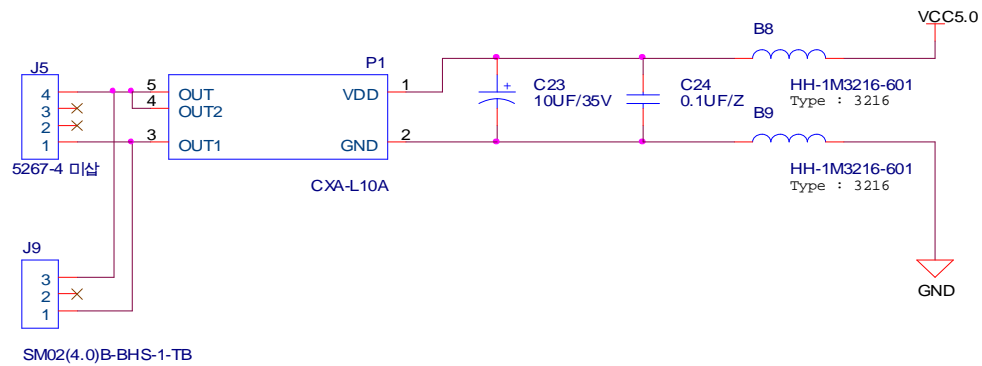 VCC5.0
B8
J5
P1
4
3
2
1
5
4
3
OUT
OUT2
OUT1
VDD
GND
1
2
C23
10UF/35V
+
C24
0.1UF/Z
HH-1M3216-601
Type : 3216
B9
5267-4 미삽
HH-1M3216-601
Type : 3216
CXA-L10A
J9
3
2
1
GND
SM02(4.0)B-BHS-1-TB